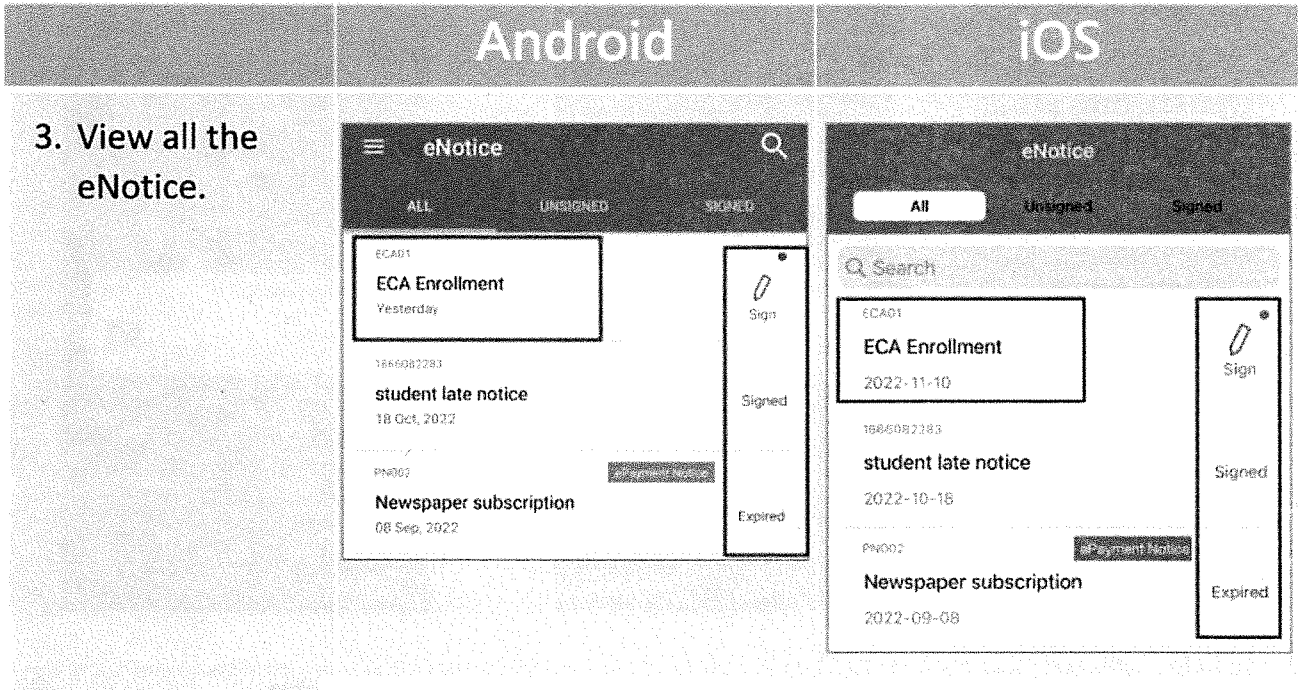 Android
iOS
3. View all the
eNotice.
eNotice
ALL UNSIGNED SIGNED
ECA01
ECA Enrollment
Yesterday
Sign
1666082283
student late notice
18 Oct, 2022
Signed
PN002
ePayment Notice
Newspaper subscription
08 Sep, 2022
Expired
eNotice
All Unsigned Signed
Search
ECA01
ECA Enrollment
2022-11-10
Sign
1666082283
student late notice
2022-10-18
Signed
PN002
ePayment Notice
Newspaper subscription
2022-09-08
Expired